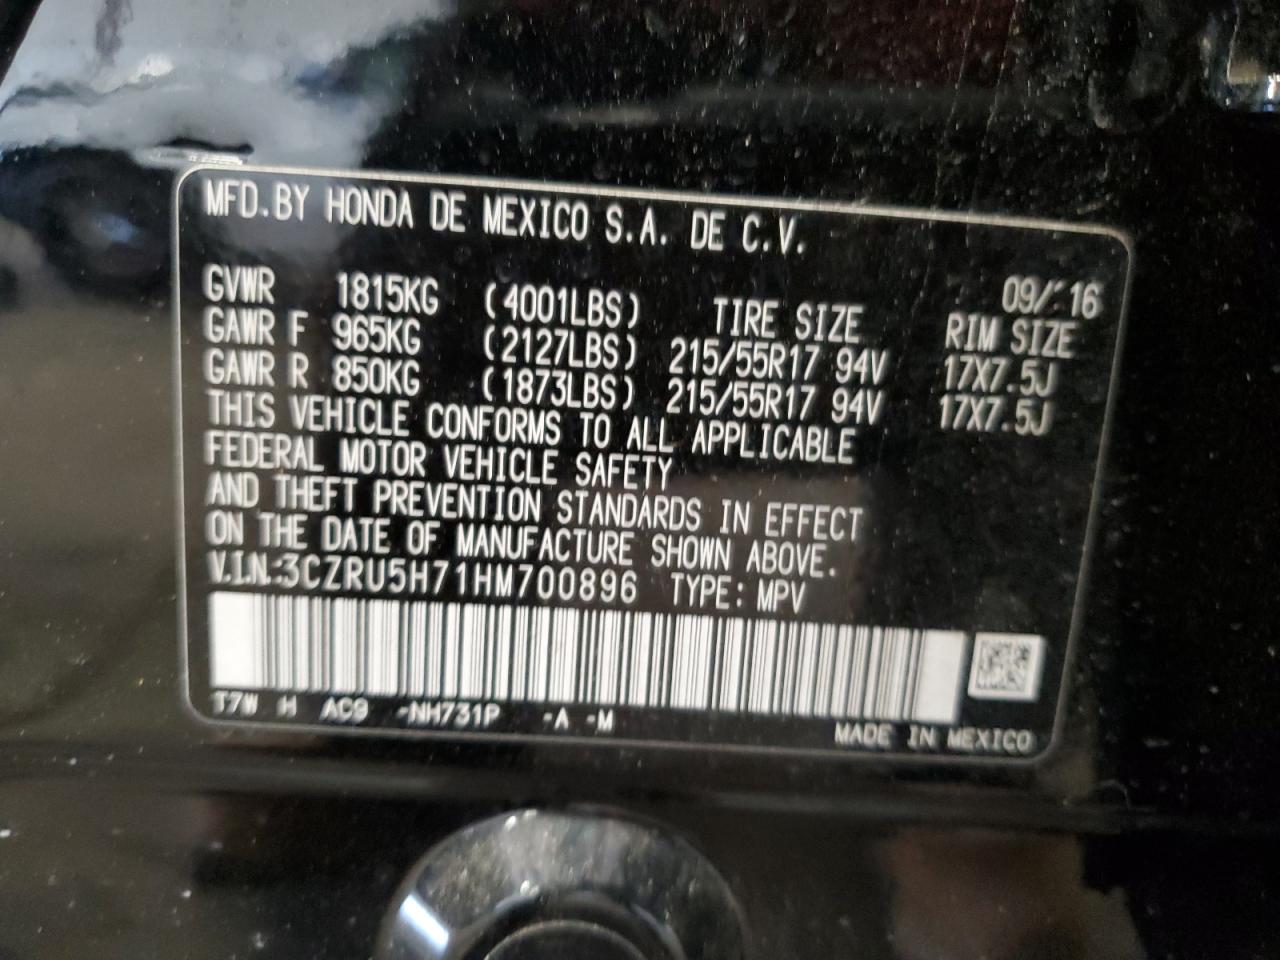 MFD.BY HONDA DE MEXICO S.A. DE C.V.
09/16
GVWR 1815KG (4001LBS) TIRE SIZE RIM SIZE
GAWR F 965KG (2127LBS) 215/55R17 94V 17X7.5J
GAWR R 850KG (1873LBS) 215/55R17 94V 17X7.5J
THIS VEHICLE CONFORMS TO ALL APPLICABLE
FEDERAL MOTOR VEHICLE SAFETY
AND THEFT PREVENTION STANDARDS IN EFFECT
ON THE DATE OF MANUFACTURE SHOWN ABOVE.
V.I.N.:3CZRU5H71HM700896 TYPE: MPV
T7W H AC9 -NH731P -A -M
MADE IN MEXICO